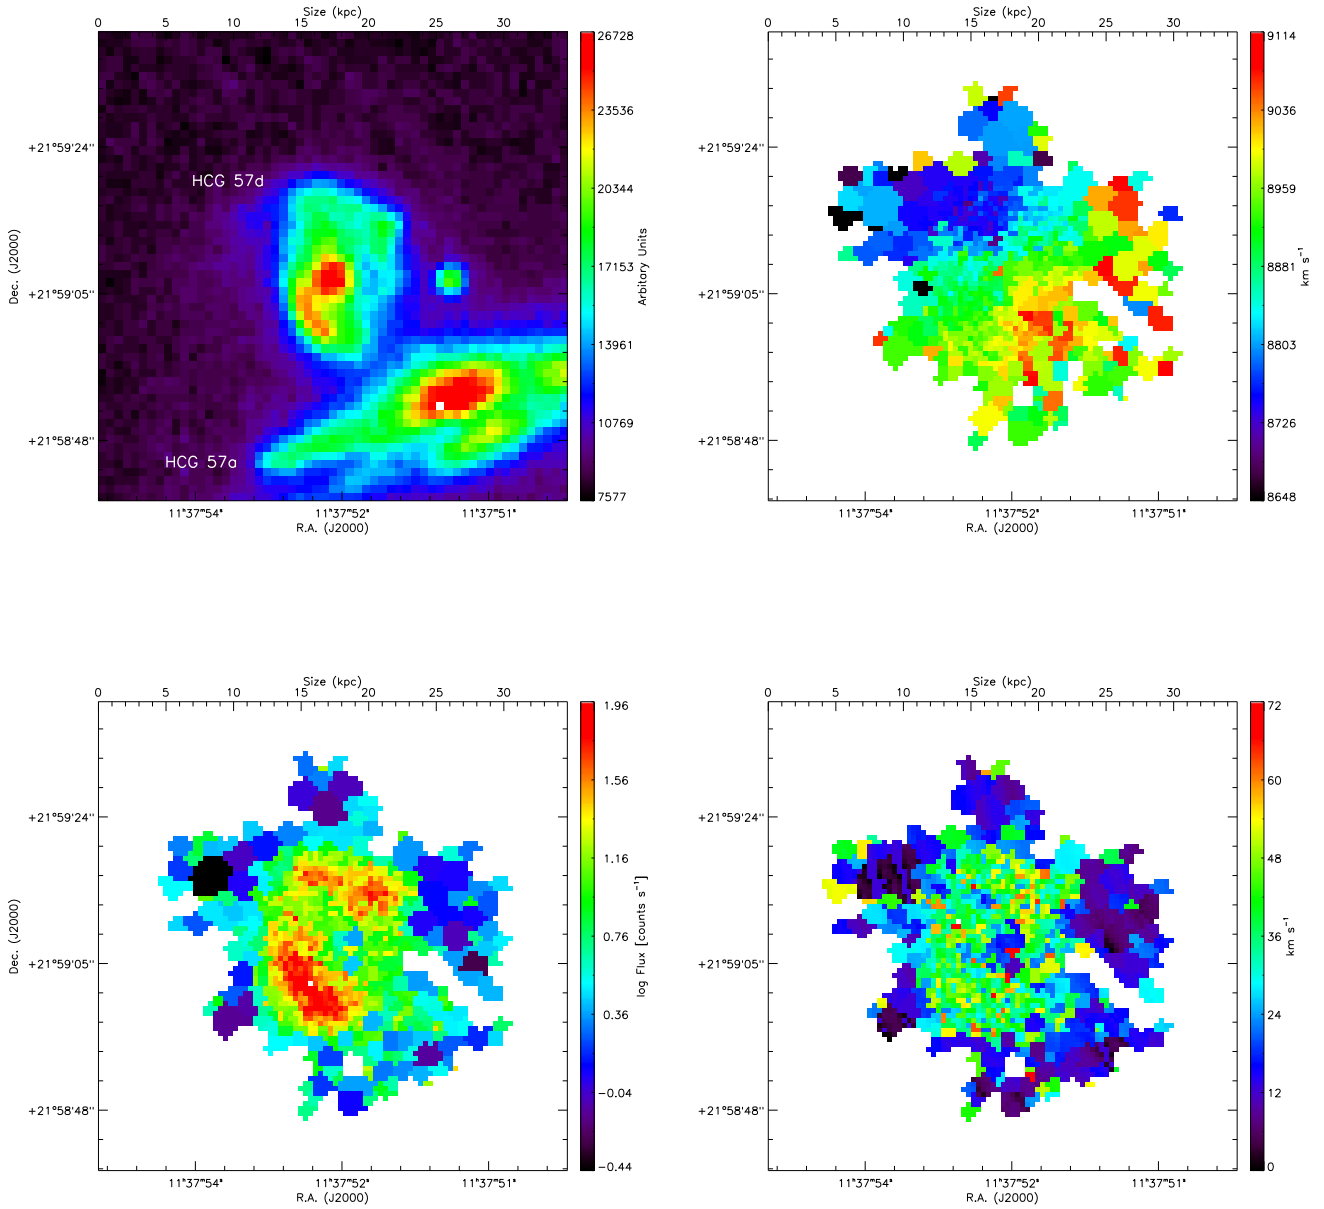 Size (kpc)
0 5 10 15 20 25 30
Dec. (J2000)
+21°59'24''
+21°59'05''
+21°58'48''
HCG 57d
HCG 57a
11ʰ37ᵐ54ˢ 11ʰ37ᵐ52ˢ 11ʰ37ᵐ51ˢ
R.A. (J2000)
26728
23536
20344
17153
13961
10769
7577
Arbitary Units
Size (kpc)
0 5 10 15 20 25 30
+21°59'24''
+21°59'05''
+21°58'48''
11ʰ37ᵐ54ˢ 11ʰ37ᵐ52ˢ 11ʰ37ᵐ51ˢ
R.A. (J2000)
9114
9036
8959
8881
8803
8726
8648
km s⁻¹
Size (kpc)
0 5 10 15 20 25 30
Dec. (J2000)
+21°59'24''
+21°59'05''
+21°58'48''
11ʰ37ᵐ54ˢ 11ʰ37ᵐ52ˢ 11ʰ37ᵐ51ˢ
R.A. (J2000)
1.96
1.56
1.16
0.76
0.36
−0.04
−0.44
log Flux [counts s⁻¹]
Size (kpc)
0 5 10 15 20 25 30
+21°59'24''
+21°59'05''
+21°58'48''
11ʰ37ᵐ54ˢ 11ʰ37ᵐ52ˢ 11ʰ37ᵐ51ˢ
R.A. (J2000)
72
60
48
36
24
12
0
km s⁻¹